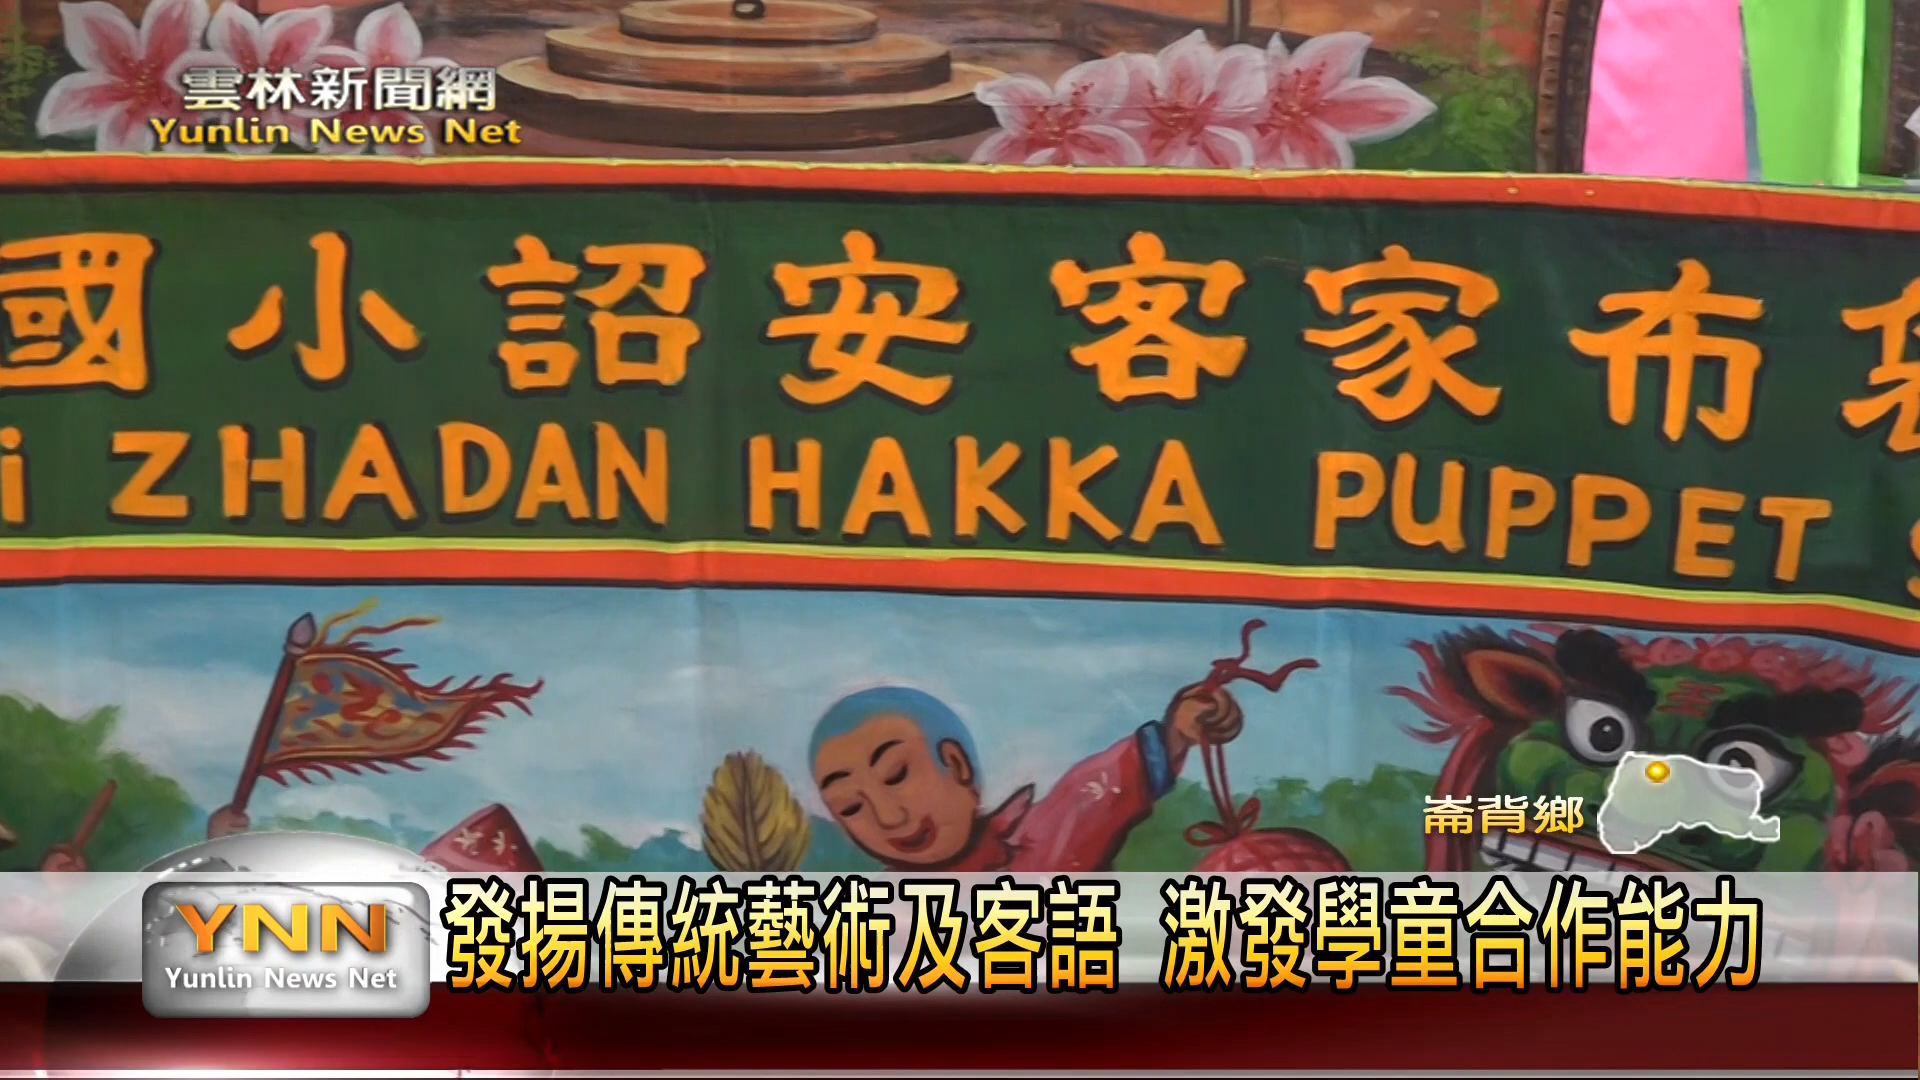 雲林新聞網
Yunlin News Net
國小詔安客家布袋
i ZHADAN HAKKA PUPPET S
王
崙背鄉
YNN
Yunlin News Net
發揚傳統藝術及客語 激發學童合作能力